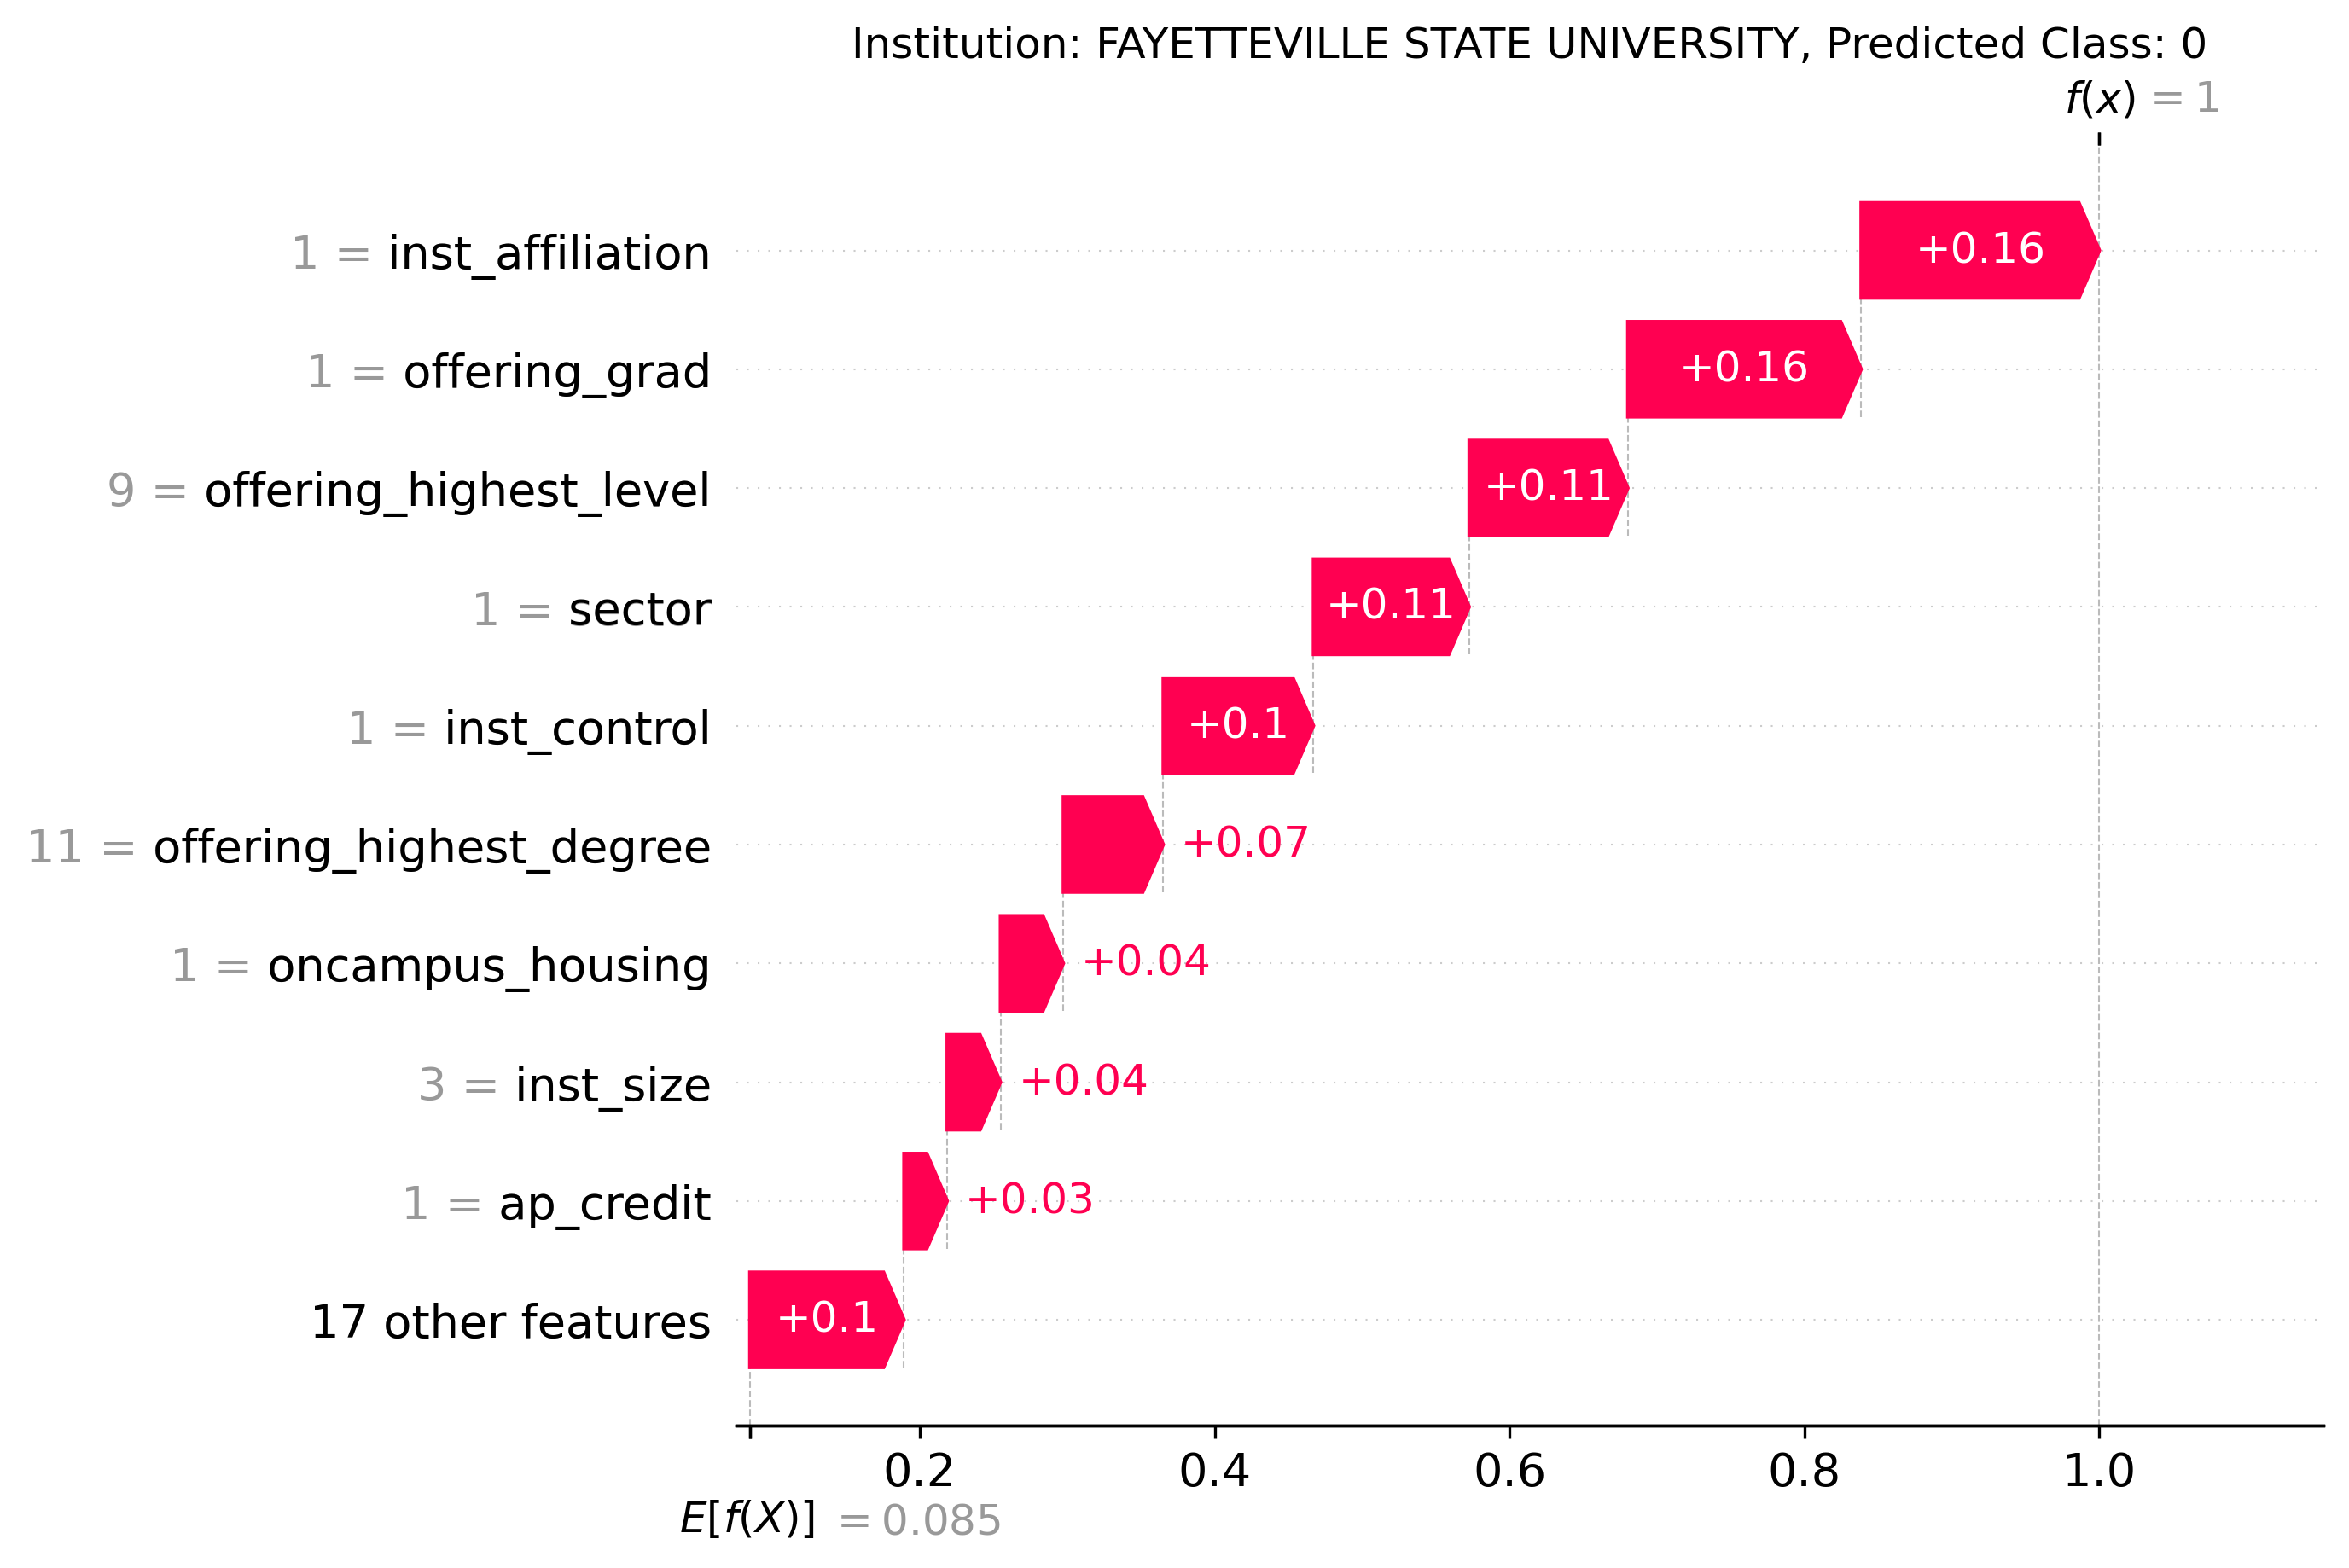 Institution: FAYETTEVILLE STATE UNIVERSITY, Predicted Class: 0
f(x) = 1
1 = inst_affiliation +0.16
1 = offering_grad +0.16
9 = offering_highest_level +0.11
1 = sector +0.11
1 = inst_control +0.1
11 = offering_highest_degree +0.07
1 = oncampus_housing +0.04
3 = inst_size +0.04
1 = ap_credit +0.03
17 other features +0.1
0.2 0.4 0.6 0.8 1.0
E[f(X)] = 0.085